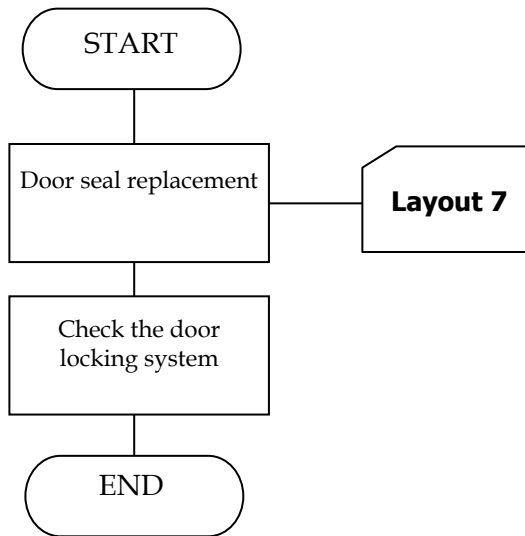 START
Door seal replacement
Layout 7
Check the door
locking system
END